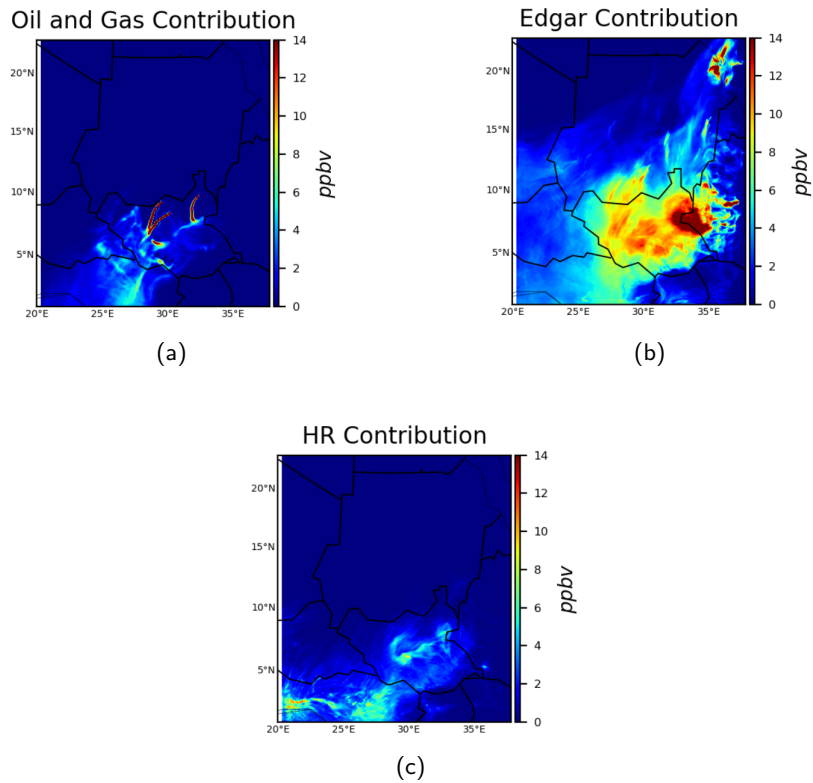 Oil and Gas Contribution
20°N
15°N
10°N
5°N
20°E 25°E 30°E 35°E
14
12
10
8
6
4
2
0
ppbv
(a)
Edgar Contribution
20°N
15°N
10°N
5°N
20°E 25°E 30°E 35°E
14
12
10
8
6
4
2
0
ppbv
(b)
HR Contribution
20°N
15°N
10°N
5°N
20°E 25°E 30°E 35°E
14
12
10
8
6
4
2
0
ppbv
(c)